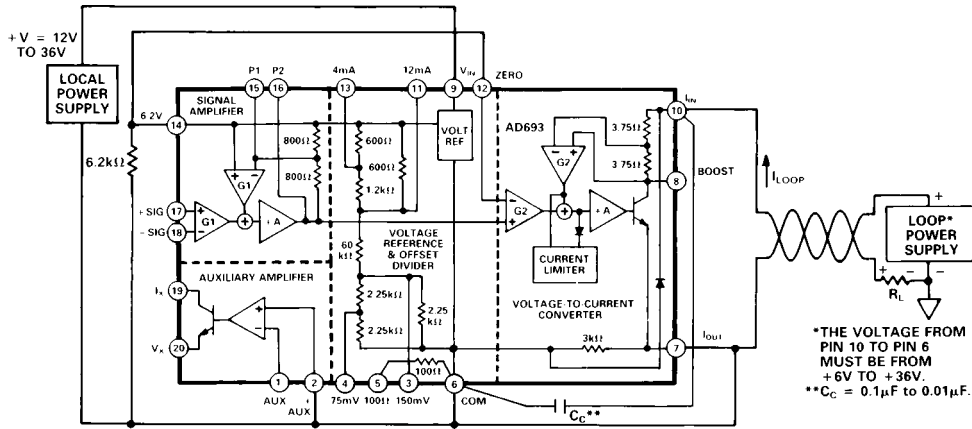 +V = 12V
TO 36V
LOCAL
POWER
SUPPLY
6.2kΩ
P1 P2 4mA 12mA VIN ZERO
15 16 13 11 9 12
SIGNAL
AMPLIFIER
6.2V
14
800Ω
800Ω
600Ω
600Ω
1.2kΩ
VOLT
REF
AD693
3.75Ω
3.75Ω
IIN
10
8
BOOST
ILOOP
G1
+SIG 17
-SIG 18
G1
+A
G2
G2
+A
CURRENT
LIMITER
60
kΩ
VOLTAGE
REFERENCE
& OFFSET
DIVIDER
AUXILIARY AMPLIFIER
IX 19
VX 20
2.25kΩ
2.25kΩ
2.25
kΩ
100Ω
VOLTAGE-TO-CURRENT
CONVERTER
3kΩ
IOUT
7
1 2 4 5 3 6
AUX + AUX 75mV 100Ω 150mV COM
CC**
+
LOOP*
POWER
SUPPLY
+ - -
RL
*THE VOLTAGE FROM
PIN 10 TO PIN 6
MUST BE FROM
+6V TO +36V.
**CC = 0.1μF to 0.01μF.